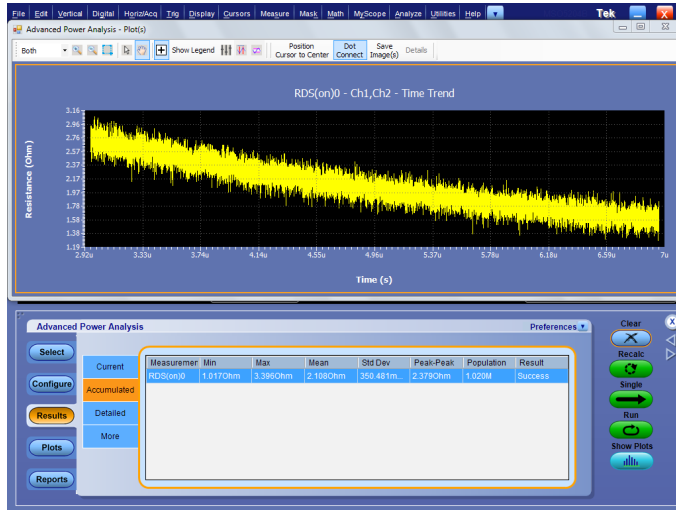 File Edit Vertical Digital Horiz/Acq Trig Display Cursors Measure Mask Math MyScope Analyze Utilities Help Tek X
Advanced Power Analysis - Plot(s)
Both Show Legend Position Cursor to Center Dot Connect Save Image(s) Details
RDS(on)0 - Ch1,Ch2 - Time Trend
Resistance (Ohm)
3.16
2.96
2.76
2.57
2.37
2.17
1.97
1.78
1.58
1.38
1.19
2.92u 3.33u 3.74u 4.14u 4.55u 4.96u 5.37u 5.78u 6.18u 6.59u 7u
Time (s)
Advanced Power Analysis Preferences
Clear X
Select
Configure
Results
Plots
Reports
Current
Accumulated
Detailed
More
Measuremer Min Max Mean Std Dev Peak-Peak Population Result
RDS(on)0 1.017Ohm 3.396Ohm 2.108Ohm 350.481m... 2.379Ohm 1.020M Success
Recalc
Single
Run
Show Plots